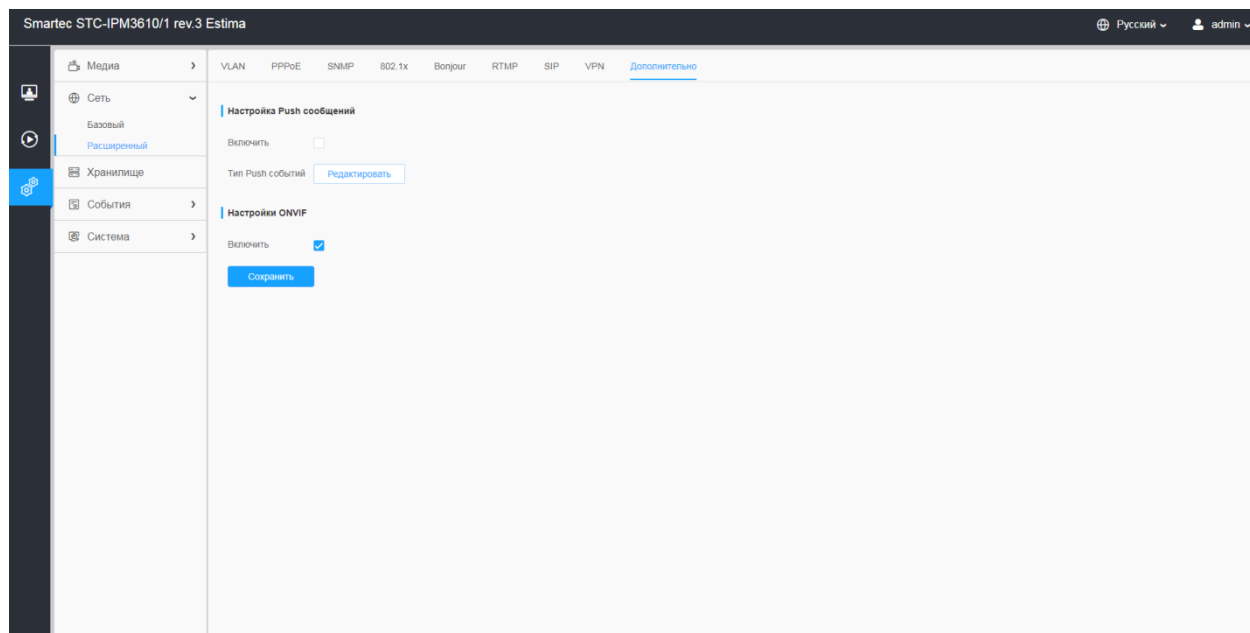 Smartec STC-IPM3610/1 rev.3 Estima
Русский
admin
Медиа
Сеть
Базовый
Расширенный
Хранилище
События
Система
VLAN PPPoE SNMP 802.1x Bonjour RTMP SIP VPN Дополнительно
Настройка Push сообщений
Включить
Тип Push событий Редактировать
Настройки ONVIF
Включить
Сохранить